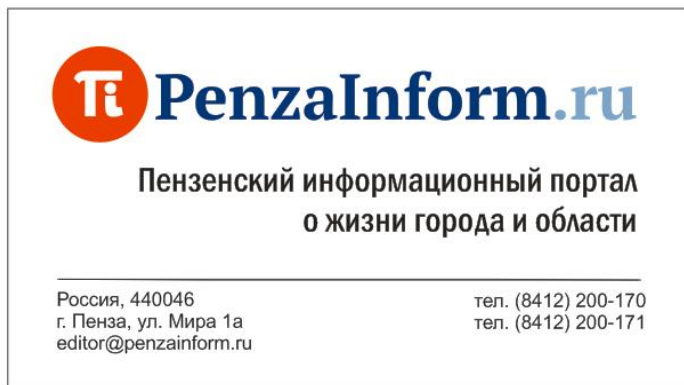 Пi PenzaInform.ru
Пензенский информационный портал
о жизни города и области
Россия, 440046
г. Пенза, ул. Мира 1а
editor@penzainform.ru
тел. (8412) 200-170
тел. (8412) 200-171